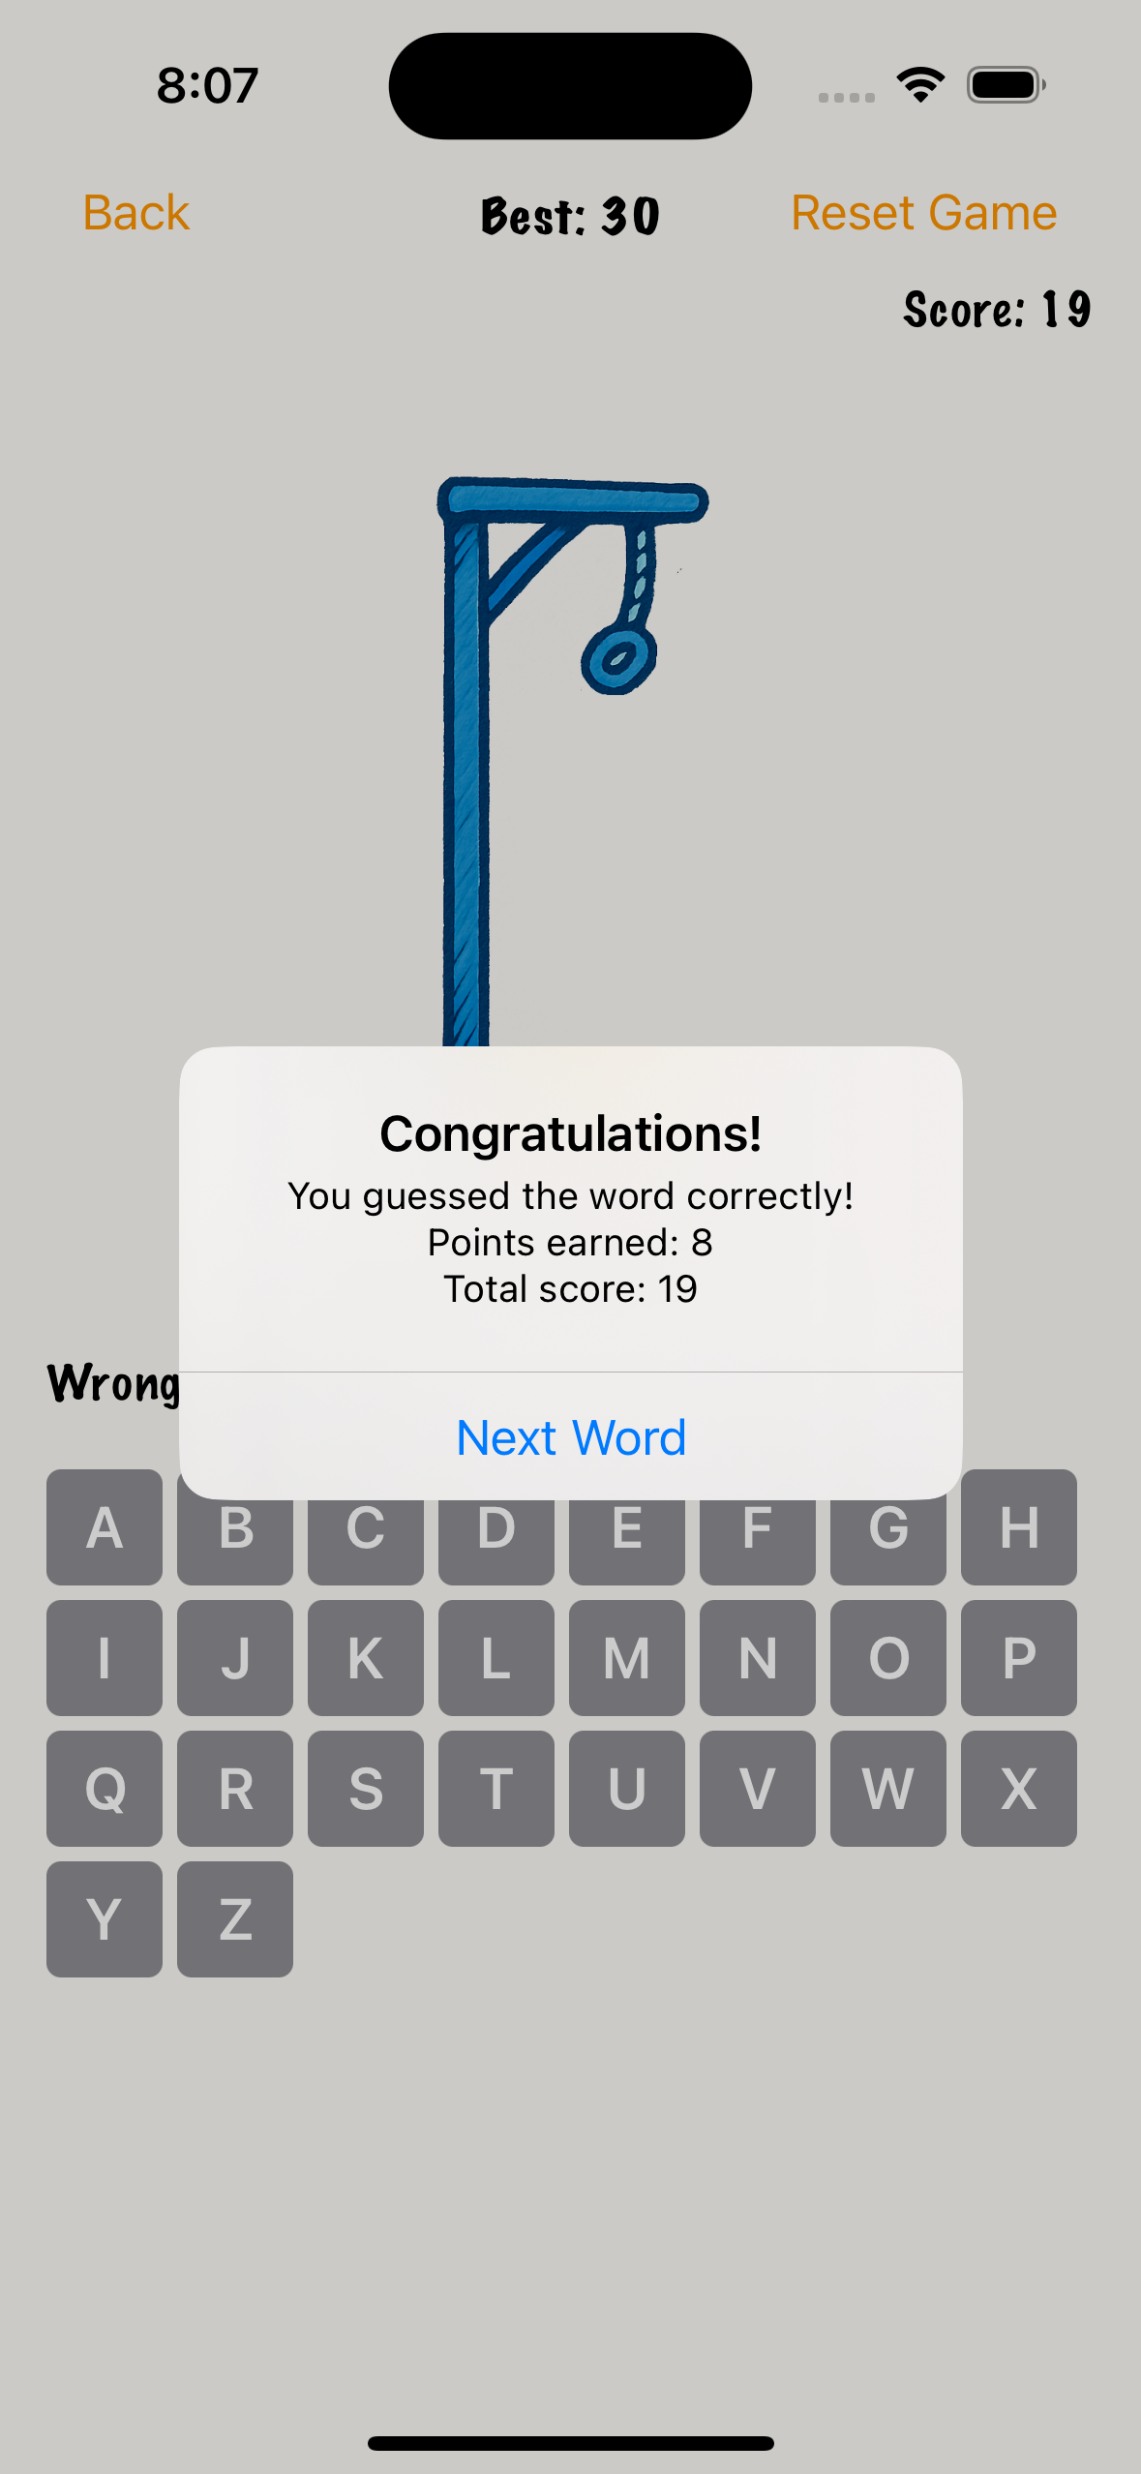 8:07
Back
Best: 30
Reset Game
Score: 19
Congratulations!
You guessed the word correctly!
Points earned: 8
Total score: 19
Wrong
Next Word
A B C D E F G H
I J K L M N O P
Q R S T U V W X
Y Z